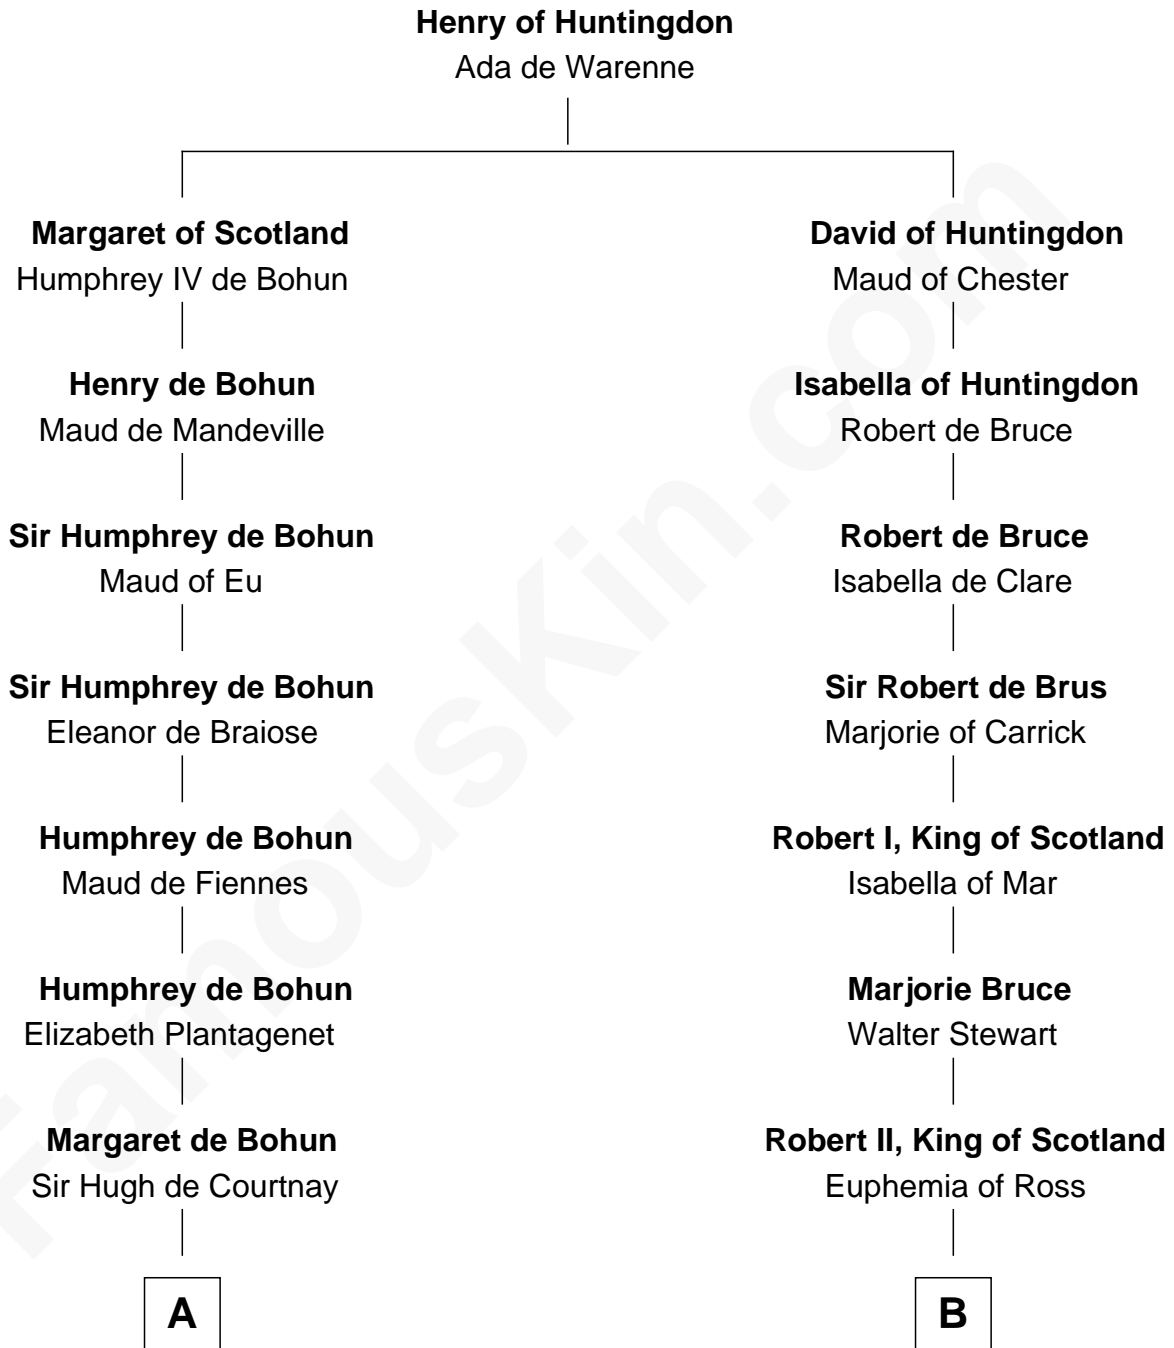 Henry of Huntingdon
Ada de Warenne
Margaret of Scotland
Humphrey IV de Bohun
Henry de Bohun
Maud de Mandeville
Sir Humphrey de Bohun
Maud of Eu
Sir Humphrey de Bohun
Eleanor de Braiose
Humphrey de Bohun
Maud de Fiennes
Humphrey de Bohun
Elizabeth Plantagenet
Margaret de Bohun
Sir Hugh de Courtnay
A
David of Huntingdon
Maud of Chester
Isabella of Huntingdon
Robert de Bruce
Robert de Bruce
Isabella de Clare
Sir Robert de Brus
Marjorie of Carrick
Robert I, King of Scotland
Isabella of Mar
Marjorie Bruce
Walter Stewart
Robert II, King of Scotland
Euphemia of Ross
B
FamousKin.com